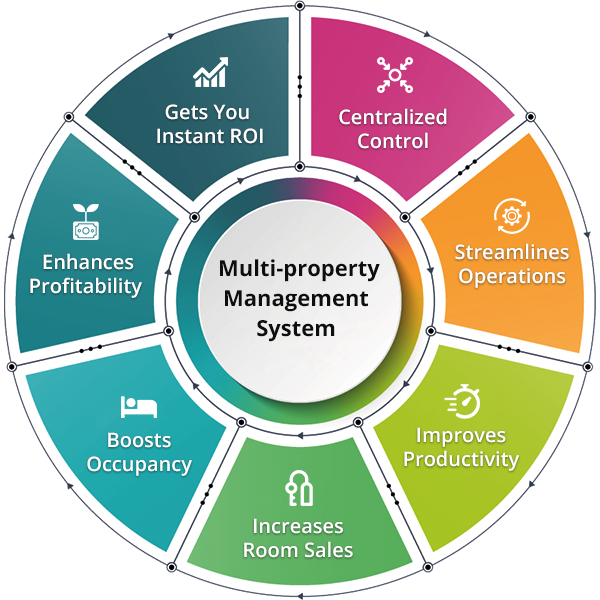 Multi-property
Management
System
Centralized
Control
Streamlines
Operations
Improves
Productivity
Increases
Room Sales
Boosts
Occupancy
Enhances
Profitability
Gets You
Instant ROI